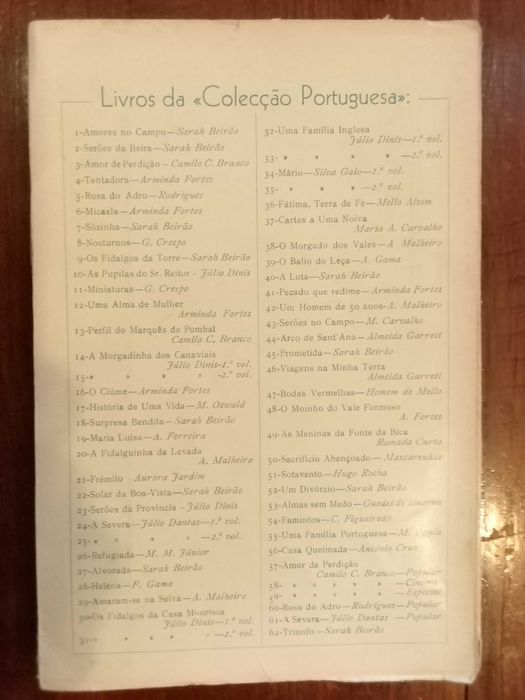 Livros da «Colecção Portuguesa»:
1-Amores no Campo—Sarah Beirão
2-Serões da Beira—Sarah Beirão
3-Amor de Perdição—Camilo C. Branco
4-Tentadora—Arminda Fortes
5-Rosa do Adro—Rodrigues
6-Micaela—Arminda Fortes
7-Sòzinha—Sarah Beirão
8-Nocturnos—G. Crespo
9-Os Fidalgos da Torre—Sarah Beirão
10-As Pupilas do Sr. Reitor-Júlio Dinis
11-Miniaturas—G. Crespo
12-Uma Alma de Mulher
Arminda Fortes
13-Perfil do Marquês de Pombal
Camilo C. Branco
14-A Morgadinha dos Canaviais
Júlio Dinis-1.º vol.
15-» » » » -2.º vol.
16-O Ciúme—Arminda Fortes
17-História de Uma Vida—M. Oswald
18-Surpresa Bendita—Sarah Beirão
19-Maria Luísa—A. Ferreira
20-A Fidalguinha da Levada
A. Malheiro
21-Frémito-Aurora Jardim
22-Solar da Boa-Vista—Sarah Beirão
23-Serões da Província-Júlio Dinis
24-A Severa—Júlio Dantas—1.º vol.
25-» » » » —2.º vol.
26-Refugiada—M. M. Júnior
27-Alvorada—Sarah Beirão
28-Helena—F. Gama
29-Amaram-se na Selva—A. Malheiro
30-Os Fidalgos da Casa Mourisca
Júlio Dinis—1.º vol.
31-» » » » —2.º vol.
32-Uma Família Inglesa
Júlio Dinis—1.º vol.
33-» » » » —2.º vol.
34-Mário—Silva Gaio—1.º vol.
35-» » » —2.º vol.
36-Fátima, Terra de Fé—Mello Alvim
37-Cartas a Uma Noiva
Maria A. Carvalho
38-O Morgado dos Vales—A Malheiro
39-O Balio do Leça—A. Gama
40-A Luta—Sarah Beirão
41-Pecado que redime—Arminda Fortes
42-Um Homem de 50 anos-A. Malheiro
43-Serões no Campo—M. Carvalho
44-Arco de Sant'Ana—Almeida Garrett
45-Prometida—Sarah Beirão
46-Viagens na Minha Terra
Almeida Garrett
47-Bodas Vermelhas—Homem de Mello
48-O Moinho do Vale Formoso
A. Fortes
49-As Meninas da Fonte da Bica
Ramada Curto
50-Sacrifício Abençoado—Mascarenhas
51-Sotavento—Hugo Rocha
52-Um Divórcio—Sarah Beirão
53-Almas sem Medo—Guedes de Amorim
54-Famintos—C. Figueiredo
55-Uma Família Portuguesa—M.
56-Casa Queimada—António Cruz
57-Amor de Perdição
Camilo C. Branco—Popular
58-» » » » —Cinema
59-» » » » —Especial
60-Rosa do Adro—Rodrigues—Popular
61-A Severa—Júlio Dantas —Popular
62-Triunfo—Sarah Beirão